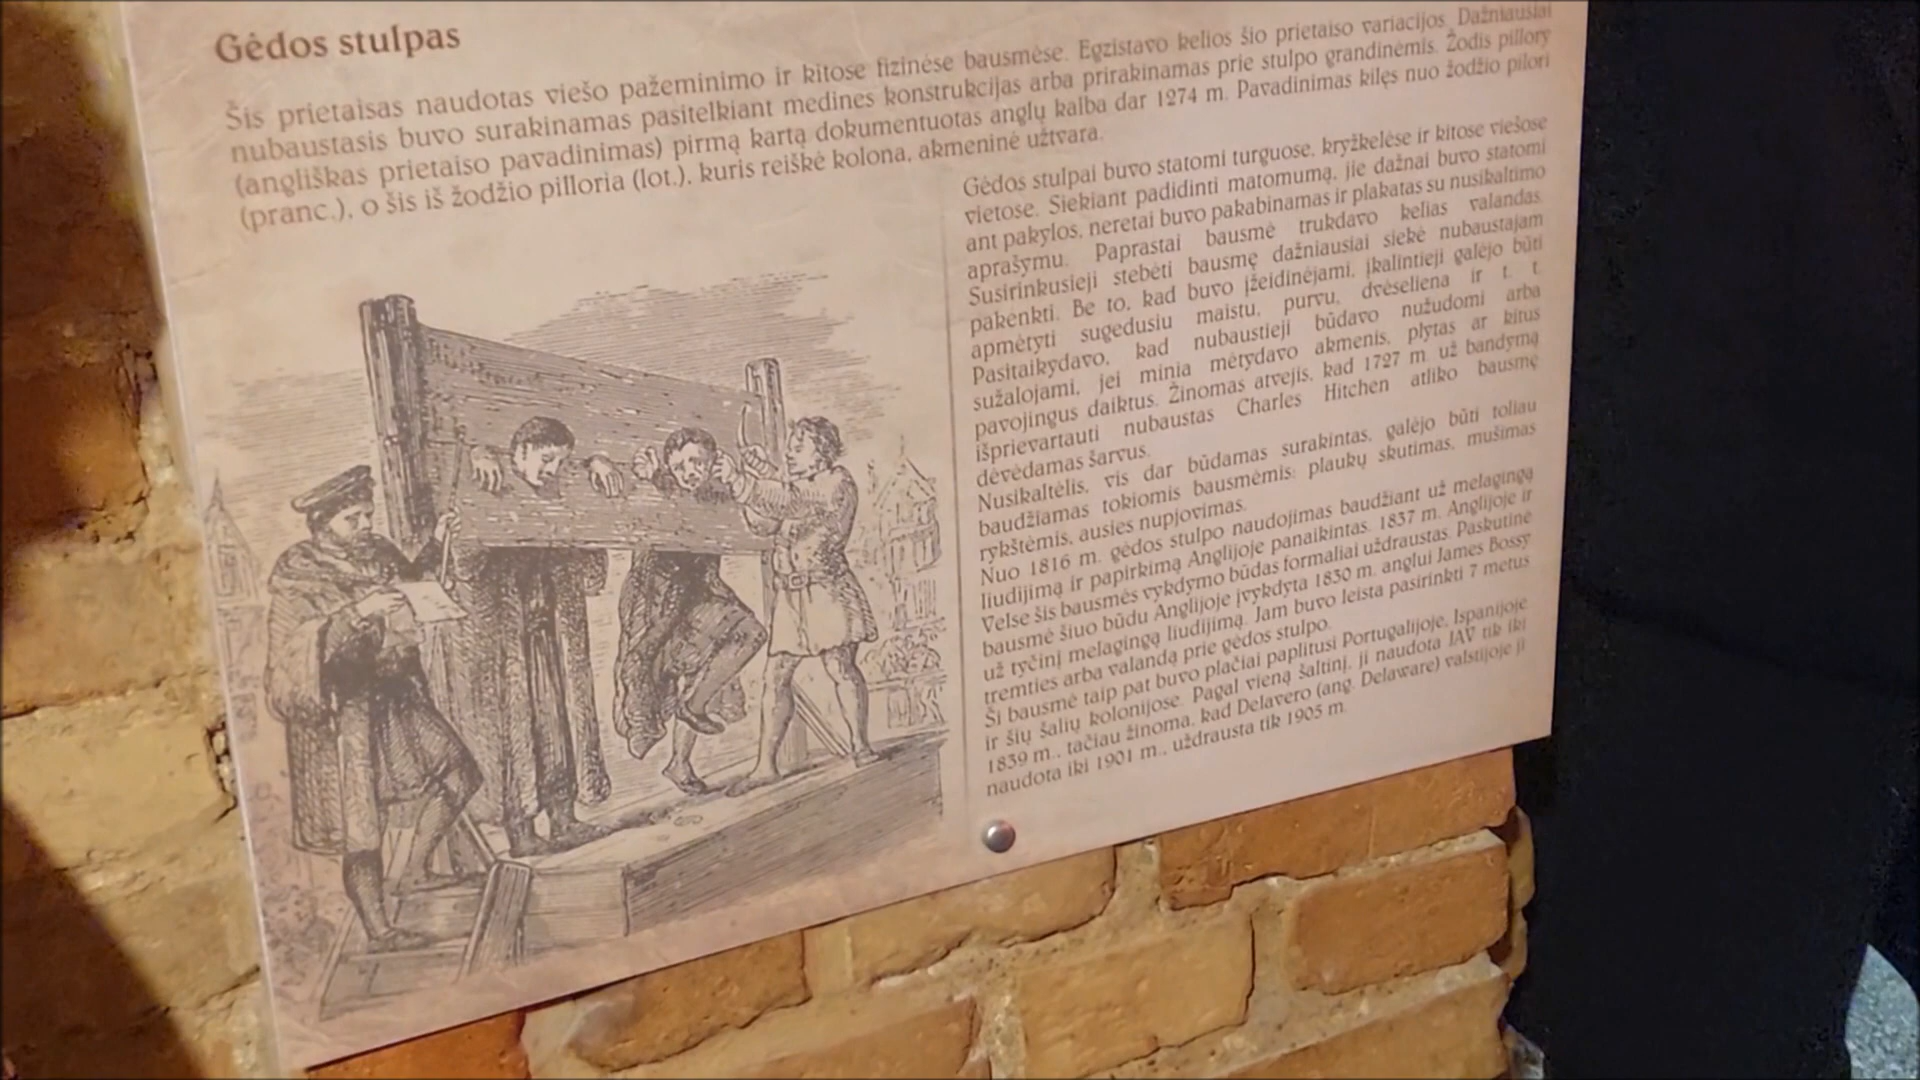 Gėdos stulpas
Šis prietaisas naudotas viešo pažeminimo ir kitose fizinėse bausmėse. Egzistavo kelios šio prietaiso variacijos. Dažniausiai
nubaustasis buvo surakinamas pasitelkiant medines konstrukcijas arba prirakinamas prie stulpo grandinėmis. Žodis pillory
(angliškas prietaiso pavadinimas) pirmą kartą dokumentuotas anglų kalba dar 1274 m. Pavadinimas kilęs nuo žodžio pilori
(pranc.), o šis iš žodžio pilloria (lot.), kuris reiškė kolona, akmeninė užtvara.
Gėdos stulpai buvo statomi turguose, kryžkelėse ir kitose viešose
vietose. Siekiant padidinti matomumą, jie dažnai buvo statomi
ant pakylos, neretai buvo pakabinamas ir plakatas su nusikaltimo
aprašymu. Paprastai bausmė trukdavo kelias valandas.
Susirinkusieji stebėti bausmę dažniausiai siekė nubaustajam
pakenkti. Be to, kad buvo įžeidinėjami, įkalintieji galėjo būti
apmėtyti sugedusiu maistu, purvu, dvėseliena ir t. t.
Pasitaikydavo, kad nubaustieji būdavo nužudomi arba
sužalojami, jei minia mėtydavo akmenis, plytas ar kitus
pavojingus daiktus. Žinomas atvejis, kad 1727 m. už bandymą
išprievartauti nubaustas Charles Hitchen atliko bausmę
dėvėdamas šarvus.
Nusikaltėlis, vis dar būdamas surakintas, galėjo būti toliau
baudžiamas tokiomis bausmėmis: plaukų skutimas, mušimas
rykštėmis, ausies nupjovimas.
Nuo 1816 m. gėdos stulpo naudojimas baudžiant už melagingą
liudijimą ir papirkimą Anglijoje panaikintas. 1837 m. Anglijoje ir
Velse šis bausmės vykdymo būdas formaliai uždraustas. Paskutinė
bausmė šiuo būdu Anglijoje įvykdyta 1830 m. anglui James Bossy
už tyčinį melagingą liudijimą. Jam buvo leista pasirinkti 7 metus
tremties arba valandą prie gėdos stulpo.
Ši bausmė taip pat buvo plačiai paplitusi Portugalijoje, Ispanijoje
ir šių šalių kolonijose. Pagal vieną šaltinį, ji naudota JAV tik iki
1839 m., tačiau žinoma, kad Delavero (ang. Delaware) valstijoje ji
naudota iki 1901 m., uždrausta tik 1905 m.